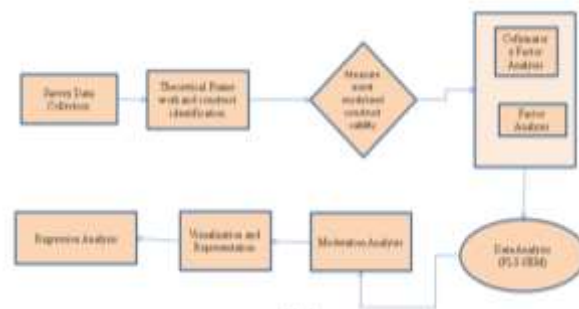 Survey Data
Collection
Theoretical Frame
work and construct
identification
Measure
ment
model and
construct
validity
Factor
Analysis
Factor
Analysis
Data Analysis
(PLS-SEM)
Moderation Analysis
Visualization and
Representation
Regression Analysis